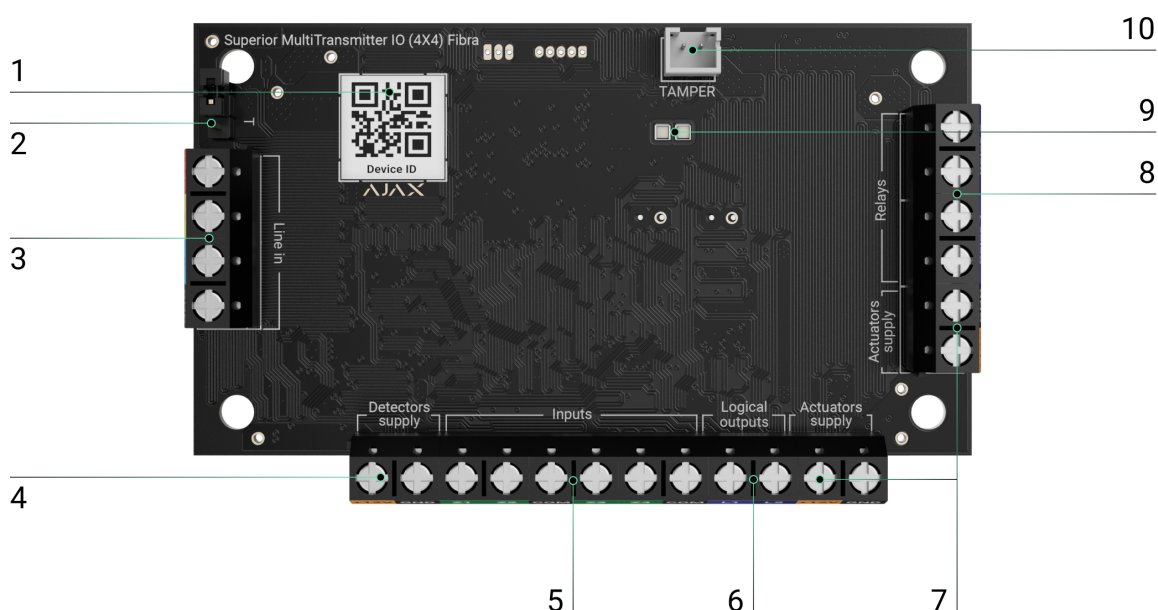 Superior MultiTransmitter IO (4X4) Fibra
10
1
TAMPER
9
2
T
Device ID
AJAX
8
Relays
3
Line in
Actuators
supply
Detectors
supply
Inputs
Logical
outputs
Actuators
supply
4
5
6
7